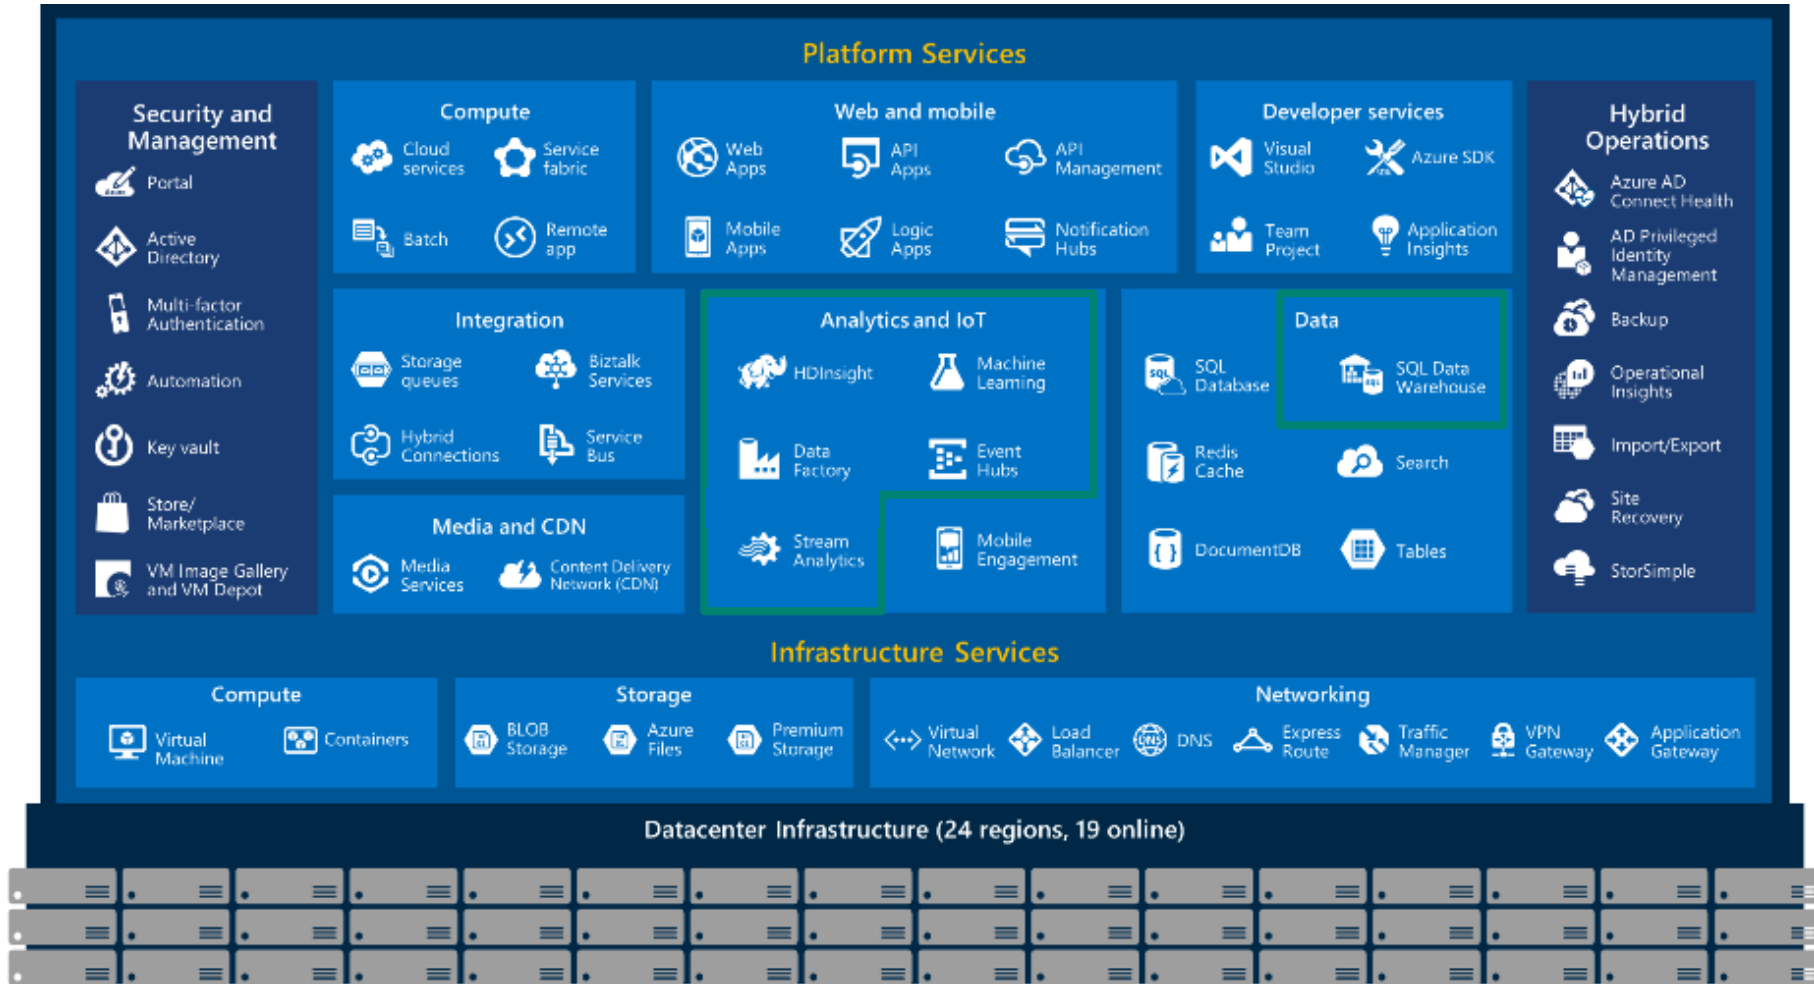 Platform Services
Security and
Management
Portal
Active
Directory
Multi-factor
Authentication
Automation
Key vault
Store/
Marketplace
VM Image Gallery
and VM Depot
Compute
Cloud
services
Service
fabric
Batch
Remote
app
Web and mobile
Web
Apps
API
Apps
API
Management
Mobile
Apps
Logic
Apps
Notification
Hubs
Developer services
Visual
Studio
Azure SDK
Team
Project
Application
Insights
Hybrid
Operations
Azure AD
Connect Health
AD Privileged
Identity
Management
Backup
Operational
Insights
Import/Export
Site
Recovery
StorSimple
Integration
Storage
queues
Biztalk
Services
Hybrid
Connections
Service
Bus
Media and CDN
Media
Services
Content Delivery
Network (CDN)
Analytics and IoT
HDInsight
Machine
Learning
Data
Factory
Event
Hubs
Stream
Analytics
Mobile
Engagement
Data
SQL
SQL
Database
SQL
SQL Data
Warehouse
Redis
Cache
Search
{ }
DocumentDB
Tables
Infrastructure Services
Compute
Virtual
Machine
Containers
Storage
BLOB
Storage
Azure
Files
Premium
Storage
Networking
Virtual
Network
Load
Balancer
DNS
DNS
Express
Route
Traffic
Manager
VPN
Gateway
Application
Gateway
Datacenter Infrastructure (24 regions, 19 online)